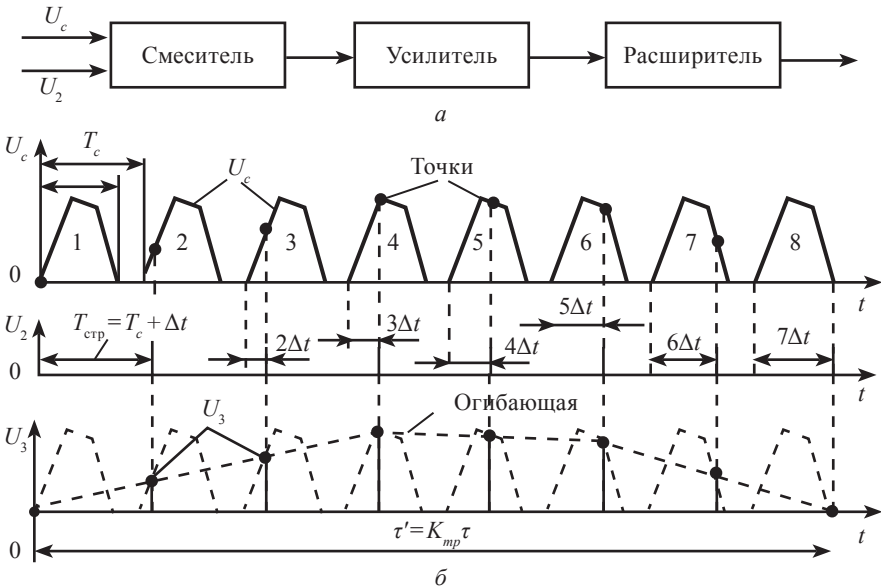 U_c
U_2
Смеситель
Усилитель
Расширитель
а
U_c
T_c
U_c
Точки
1
2
3
4
5
6
7
8
0
t
U_2
T_стр = T_c + Δt
2Δt
3Δt
4Δt
5Δt
6Δt
7Δt
0
t
U_3
U_3
Огибающая
τ′ = K_тр τ
0
t
б